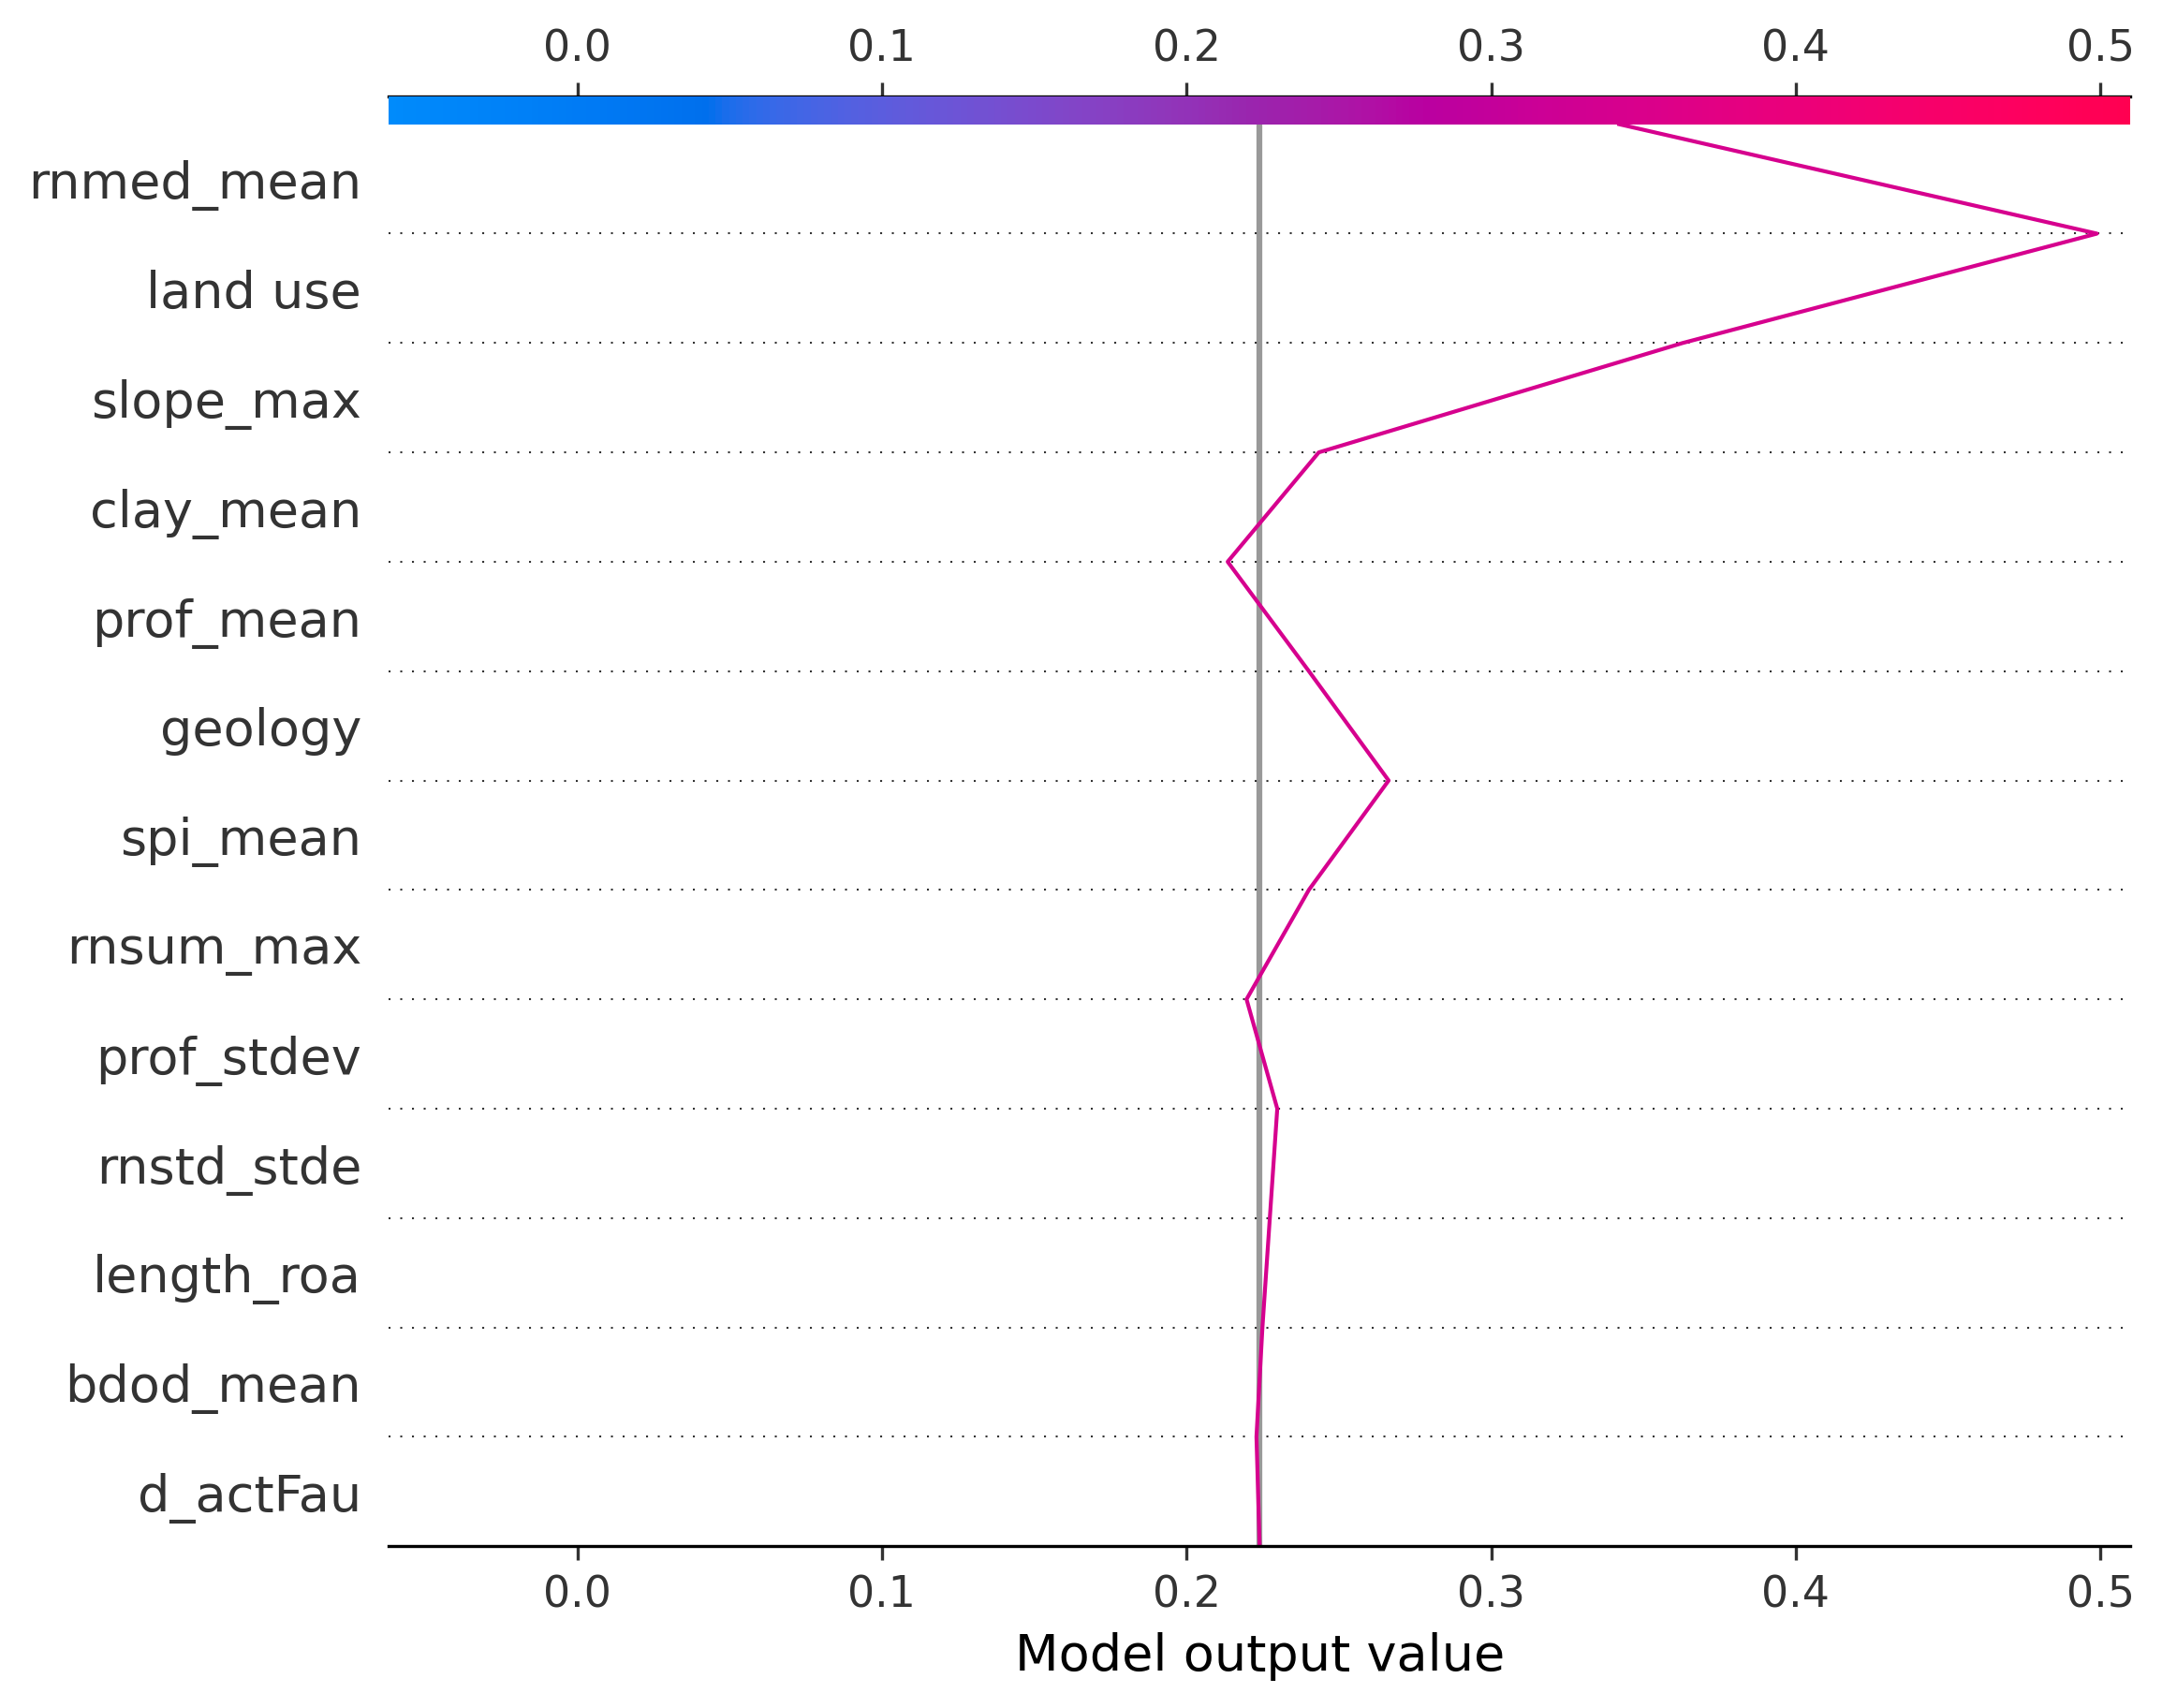 0.0 0.1 0.2 0.3 0.4 0.5
rnmed_mean
land use
slope_max
clay_mean
prof_mean
geology
spi_mean
rnsum_max
prof_stdev
rnstd_stde
length_roa
bdod_mean
d_actFau
0.0 0.1 0.2 0.3 0.4 0.5
Model output value